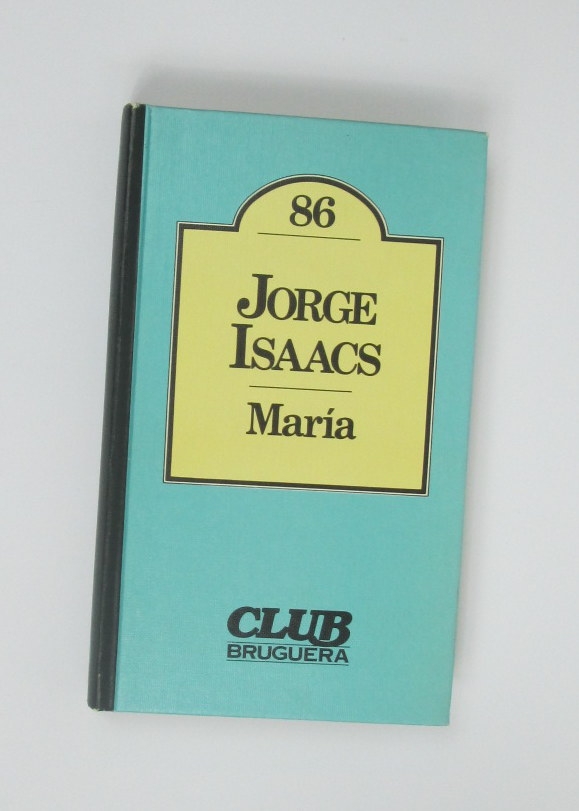 86
JORGE
ISAACS
María
CLUB
BRUGUERA